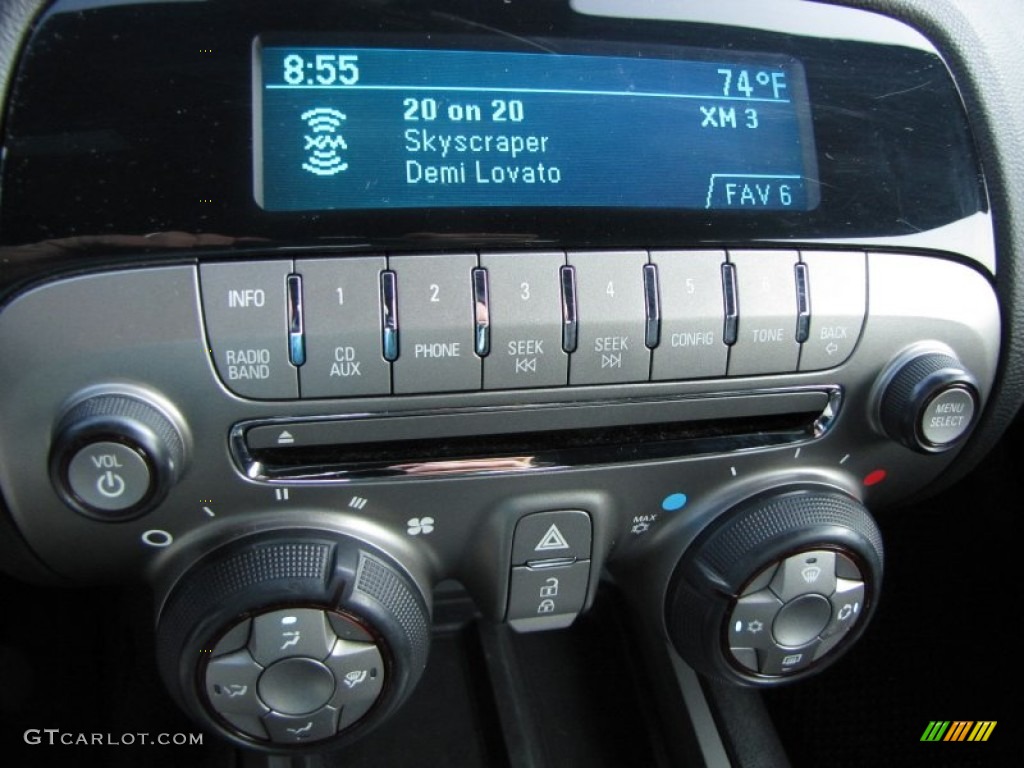 8:55
74°F
20 on 20
XM 3
XM
Skyscraper
Demi Lovato
FAV 6
INFO
1
2
3
4
5
6
RADIO
BAND
CD
AUX
PHONE
SEEK
SEEK
CONFIG
TONE
BACK
MENU
SELECT
VOL
MAX
GTCARLOT.COM